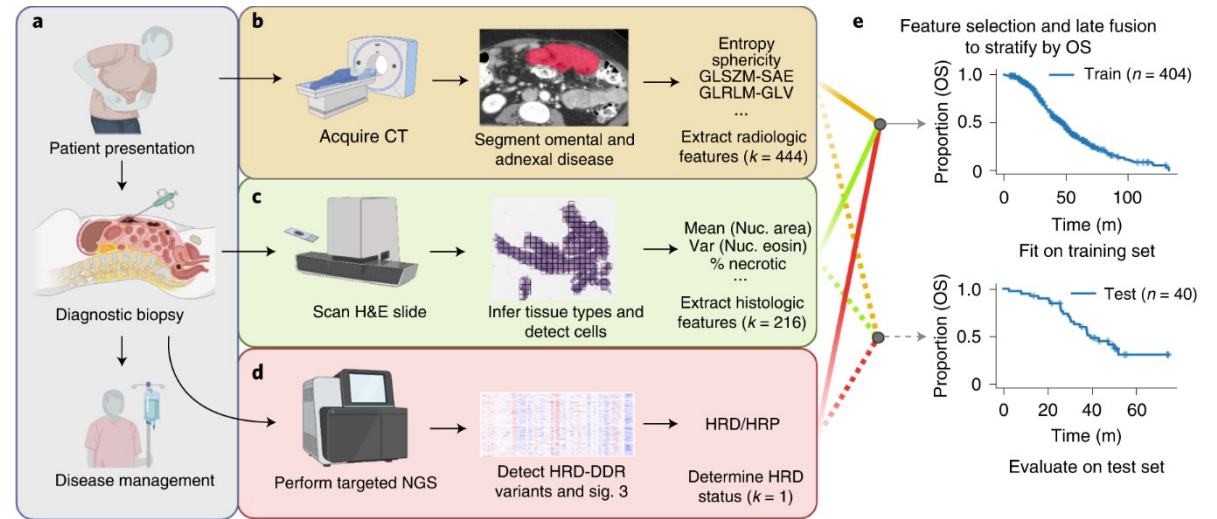 a
Patient presentation
Diagnostic biopsy
Disease management
b
Acquire CT
Segment omental and
adnexal disease
Entropy
sphericity
GLSZM-SAE
GLRLM-GLV
...
Extract radiologic
features (k = 444)
c
Scan H&E slide
Infer tissue types and
detect cells
Mean (Nuc. area)
Var (Nuc. eosin)
% necrotic
...
Extract histologic
features (k = 216)
d
Perform targeted NGS
Detect HRD-DDR
variants and sig. 3
HRD/HRP
Determine HRD
status (k = 1)
e
Feature selection and late fusion
to stratify by OS
Proportion (OS)
1.0
0.5
0
Train (n = 404)
0 50 100
Time (m)
Fit on training set
Proportion (OS)
1.0
0.5
0
Test (n = 40)
0 20 40 60
Time (m)
Evaluate on test set